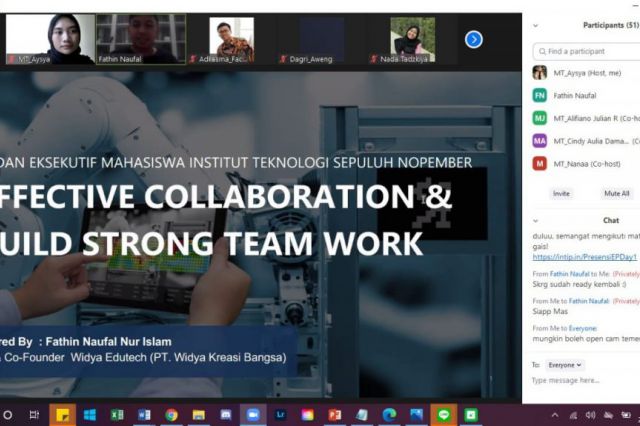 MT_Aysya
Fathin Naufal
Adirasma_Fac...
Dagri_Aweng
Nada Tadzkiya
DAN EKSEKUTIF MAHASISWA INSTITUT TEKNOLOGI SEPULUH NOPEMBER
FFECTIVE COLLABORATION &
UILD STRONG TEAM WORK
red By : Fathin Naufal Nur Islam
& Co-Founder Widya Edutech (PT. Widya Kreasi Bangsa)
Participants (51)
Find a participant
MT_Aysya (Host, me)
FN Fathin Naufal
MJ MT_Alifiano Julian R (Co-ho
MA MT_Cindy Aulia Dama... (Co-h
M MT_Nanaa (Co-host)
Invite Mute All
Chat
duluu. semangat mengikuti mat
gais!
https://intip.in/PresensiEPDay1
From Fathin Naufal to Me: (Privately
Skrg sudah ready kembali :)
From Me to Fathin Naufal: (Privately
Siapp Mas
From Me to Everyone:
mungkin boleh open cam teme
To: Everyone
Type message here...